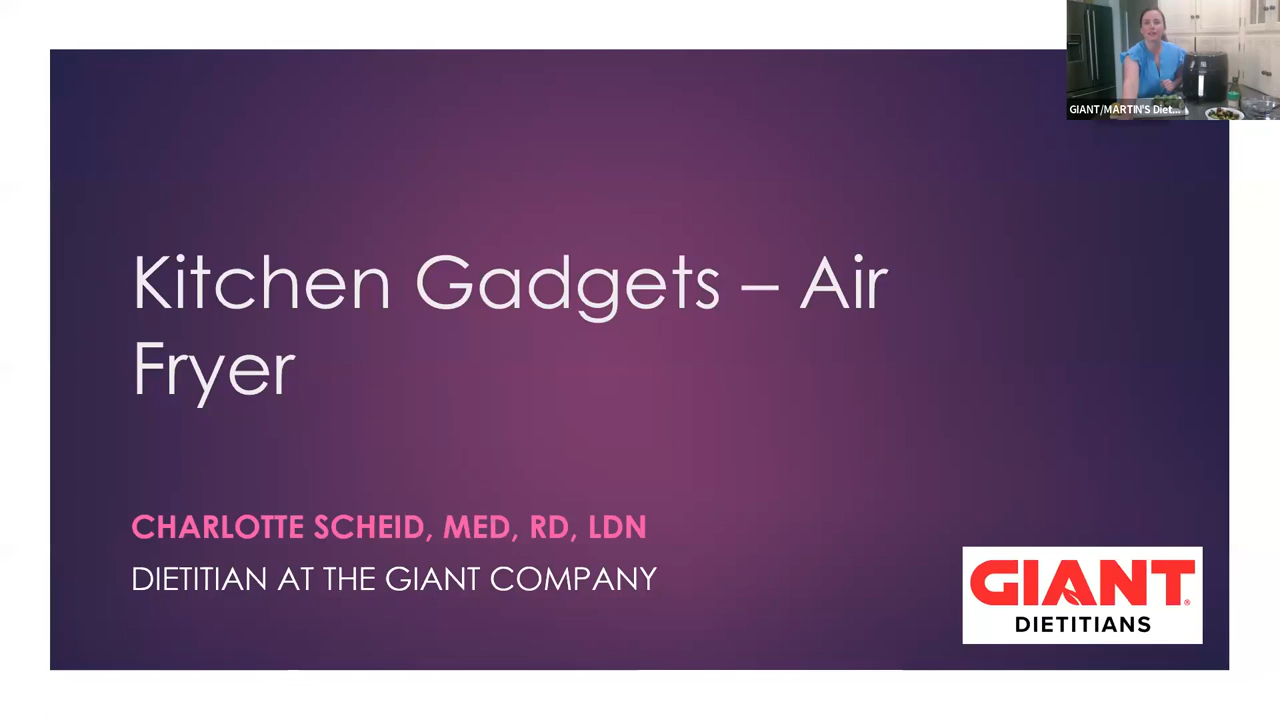 GIANT/MARTIN'S Diet...
Kitchen Gadgets – Air
Fryer
CHARLOTTE SCHEID, MED, RD, LDN
DIETITIAN AT THE GIANT COMPANY
GIANT®
DIETITIANS